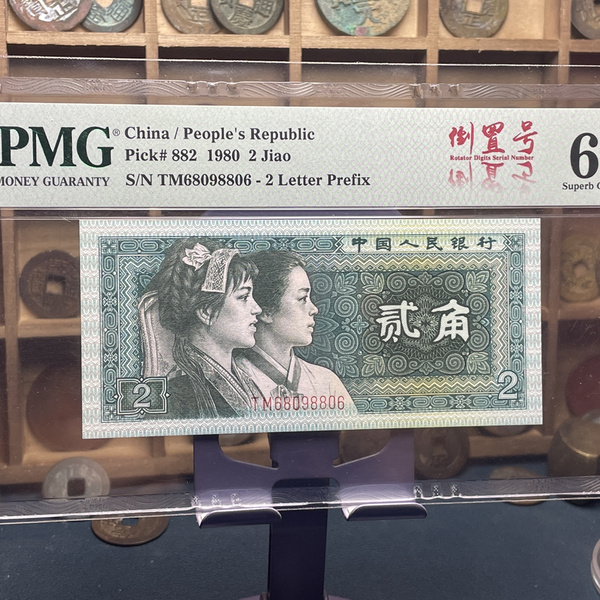 PMG® China / People's Republic
Pick# 882 1980 2 Jiao
MONEY GUARANTY S/N TM68098806 - 2 Letter Prefix
倒置号
Rotator Digits Serial Number
6
Superb
中国人民银行
贰角
2
TM68098806
2